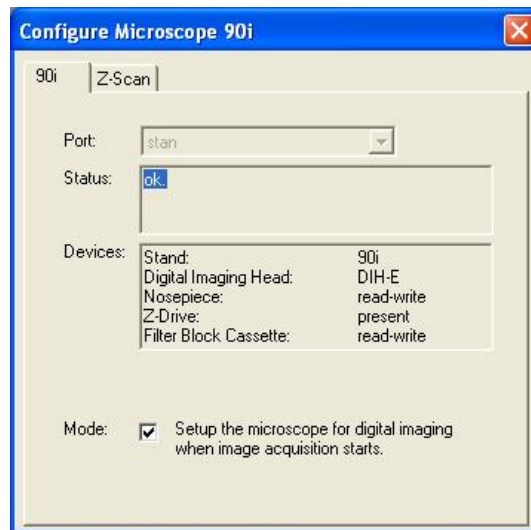 Configure Microscope 90i
90i Z-Scan
Port: stan
Status: ok.
Devices: Stand: 90i
Digital Imaging Head: DIH-E
Nosepiece: read-write
Z-Drive: present
Filter Block Cassette: read-write
Mode: Setup the microscope for digital imaging
when image acquisition starts.